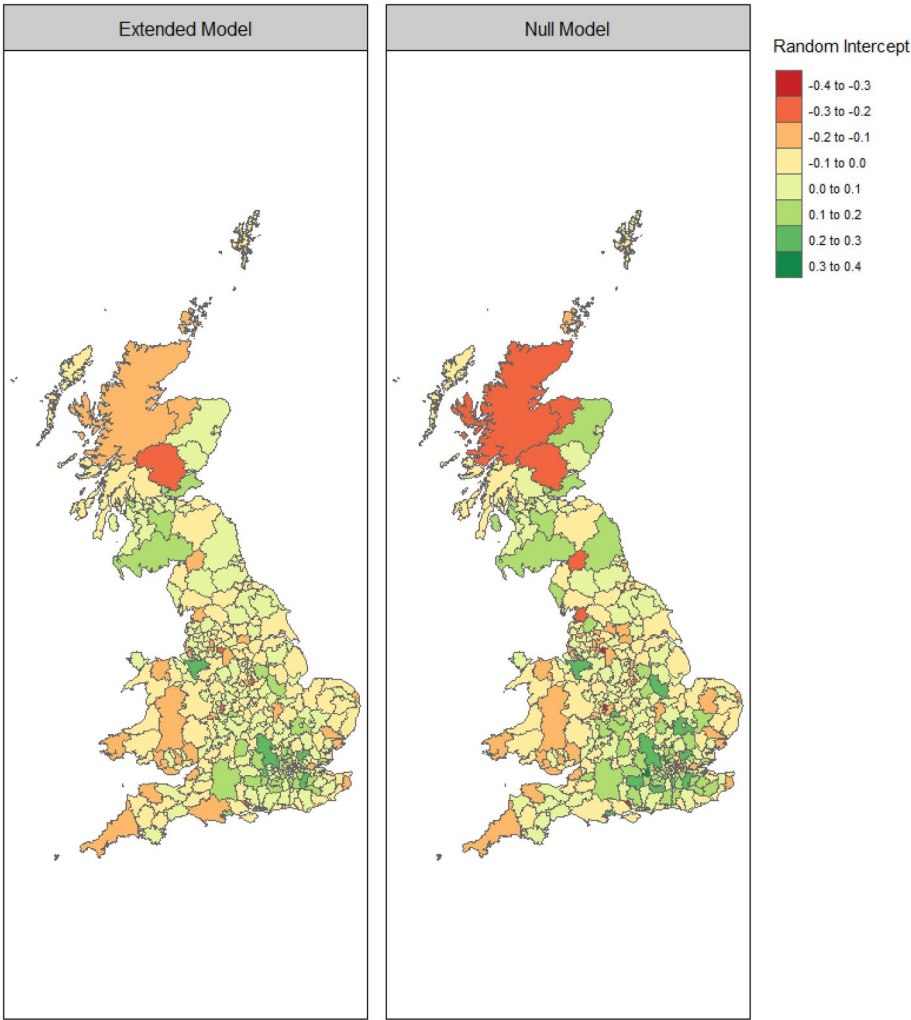 Extended Model
Null Model
Random Intercept
-0.4 to -0.3
-0.3 to -0.2
-0.2 to -0.1
-0.1 to 0.0
0.0 to 0.1
0.1 to 0.2
0.2 to 0.3
0.3 to 0.4